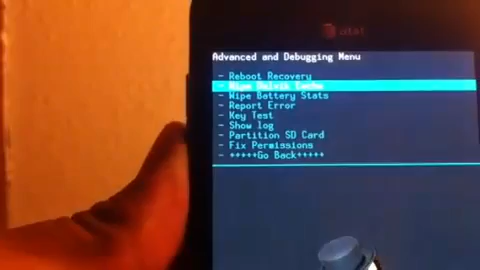 at&t
Advanced and Debugging Menu
- Reboot Recovery
- Wipe Dalvik Cache
- Wipe Battery Stats
- Report Error
- Key Test
- Show log
- Partition SD Card
- Fix Permissions
- +++++Go Back+++++